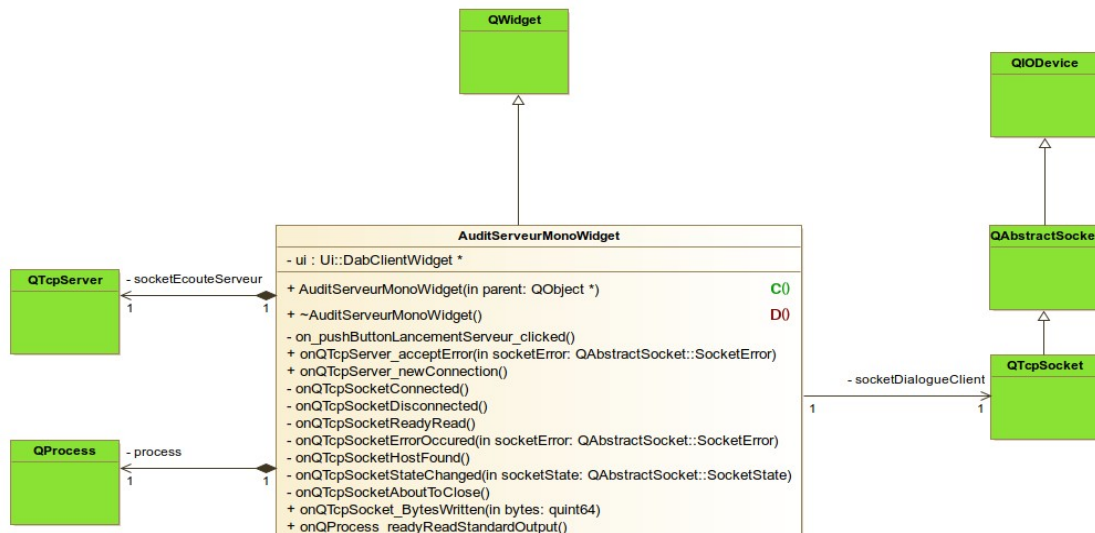 QWidget
QIODevice
QAbstractSocke
AuditServeurMonoWidget
- ui : Ui::DabClientWidget *
+ AuditServeurMonoWidget(in parent: QObject *) C()
+ ~AuditServeurMonoWidget() D()
- on_pushButtonLancementServeur_clicked()
+ onQTcpServer_acceptError(in socketError: QAbstractSocket::SocketError)
+ onQTcpServer_newConnection()
- onQTcpSocketConnected()
- onQTcpSocketDisconnected()
- onQTcpSocketReadyRead()
- onQTcpSocketErrorOccured(in socketError: QAbstractSocket::SocketError)
- onQTcpSocketHostFound()
- onQTcpSocketStateChanged(in socketState: QAbstractSocket::SocketState)
- onQTcpSocketAboutToClose()
+ onQTcpSocket_BytesWritten(in bytes: quint64)
+ onQProcess_readyReadStandardOutput()
QTcpServer
- socketEcouteServeur
1
1
QProcess
- process
1
1
- socketDialogueClient
1
1
QTcpSocket